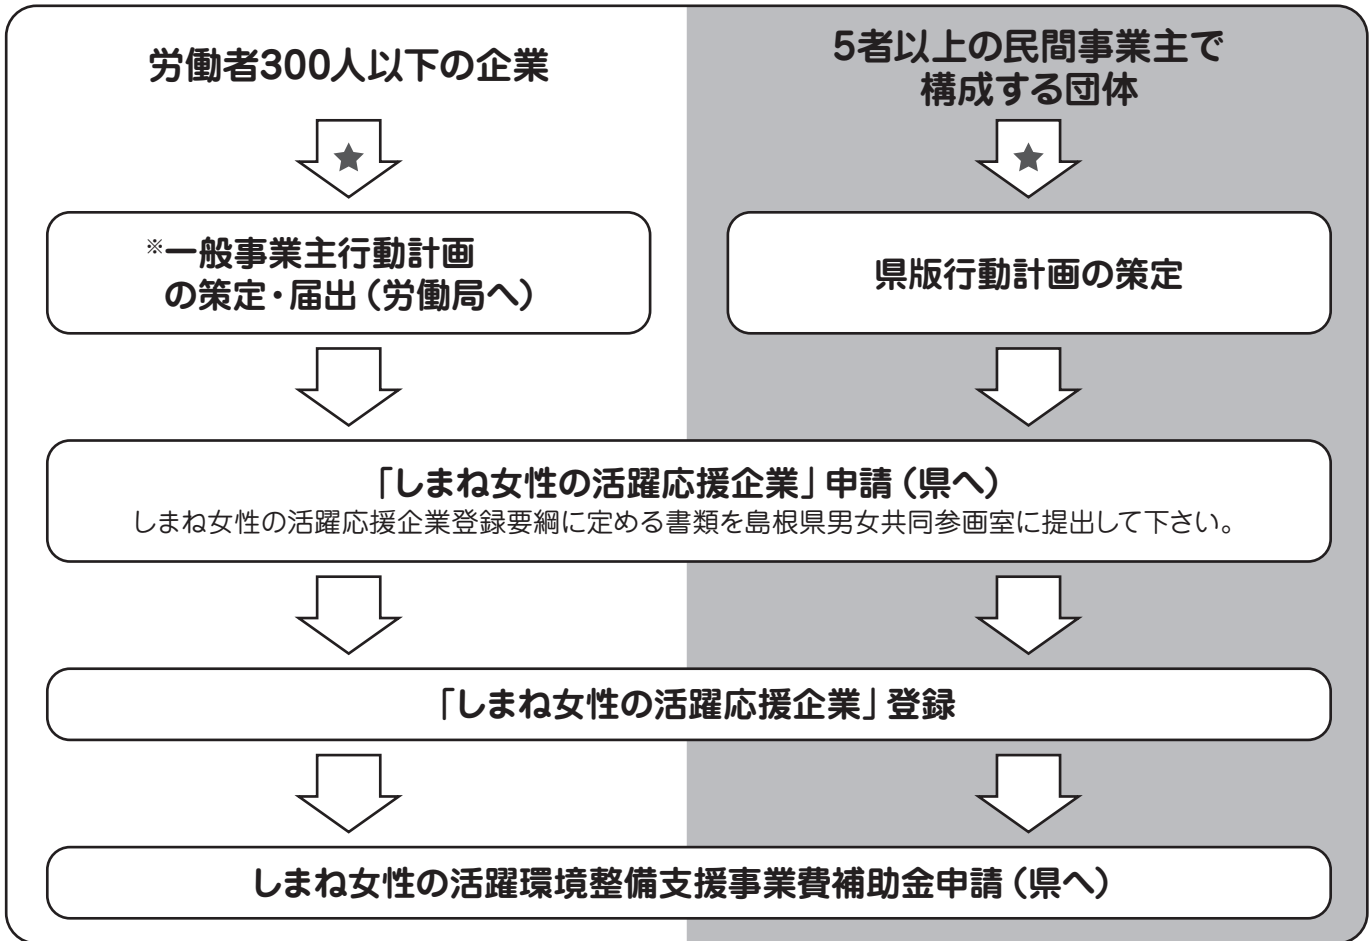 労働者300人以下の企業
5者以上の民間事業主で
構成する団体
★
★
※一般事業主行動計画
の策定・届出（労働局へ）
県版行動計画の策定
「しまね女性の活躍応援企業」申請（県へ）
しまね女性の活躍応援企業登録要綱に定める書類を島根県男女共同参画室に提出して下さい。
「しまね女性の活躍応援企業」登録
しまね女性の活躍環境整備支援事業費補助金申請（県へ）